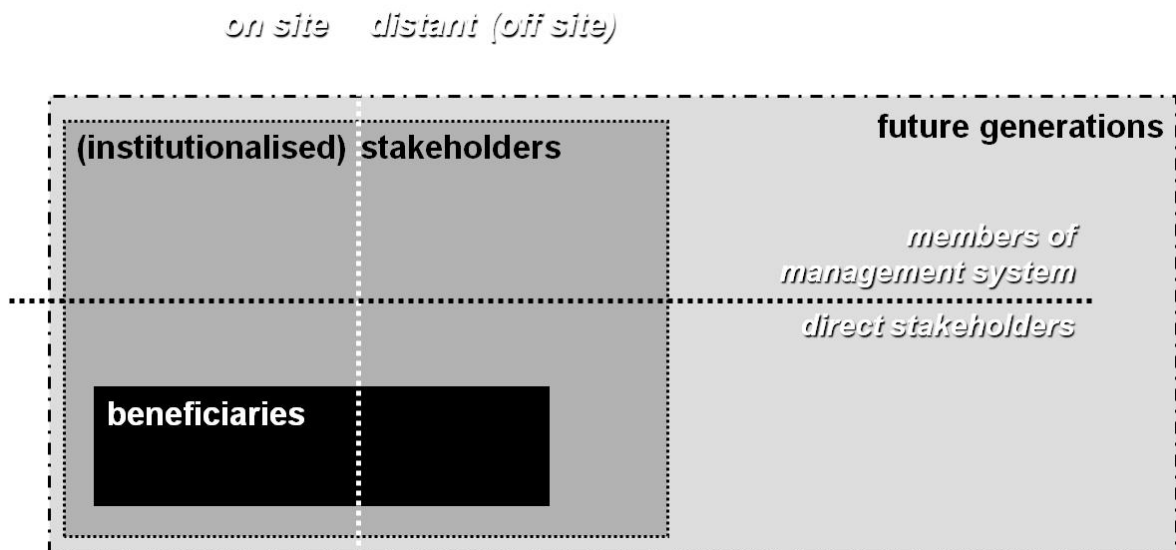 on site distant (off site)
future generations
(institutionalised) stakeholders
members of
management system
direct stakeholders
beneficiaries